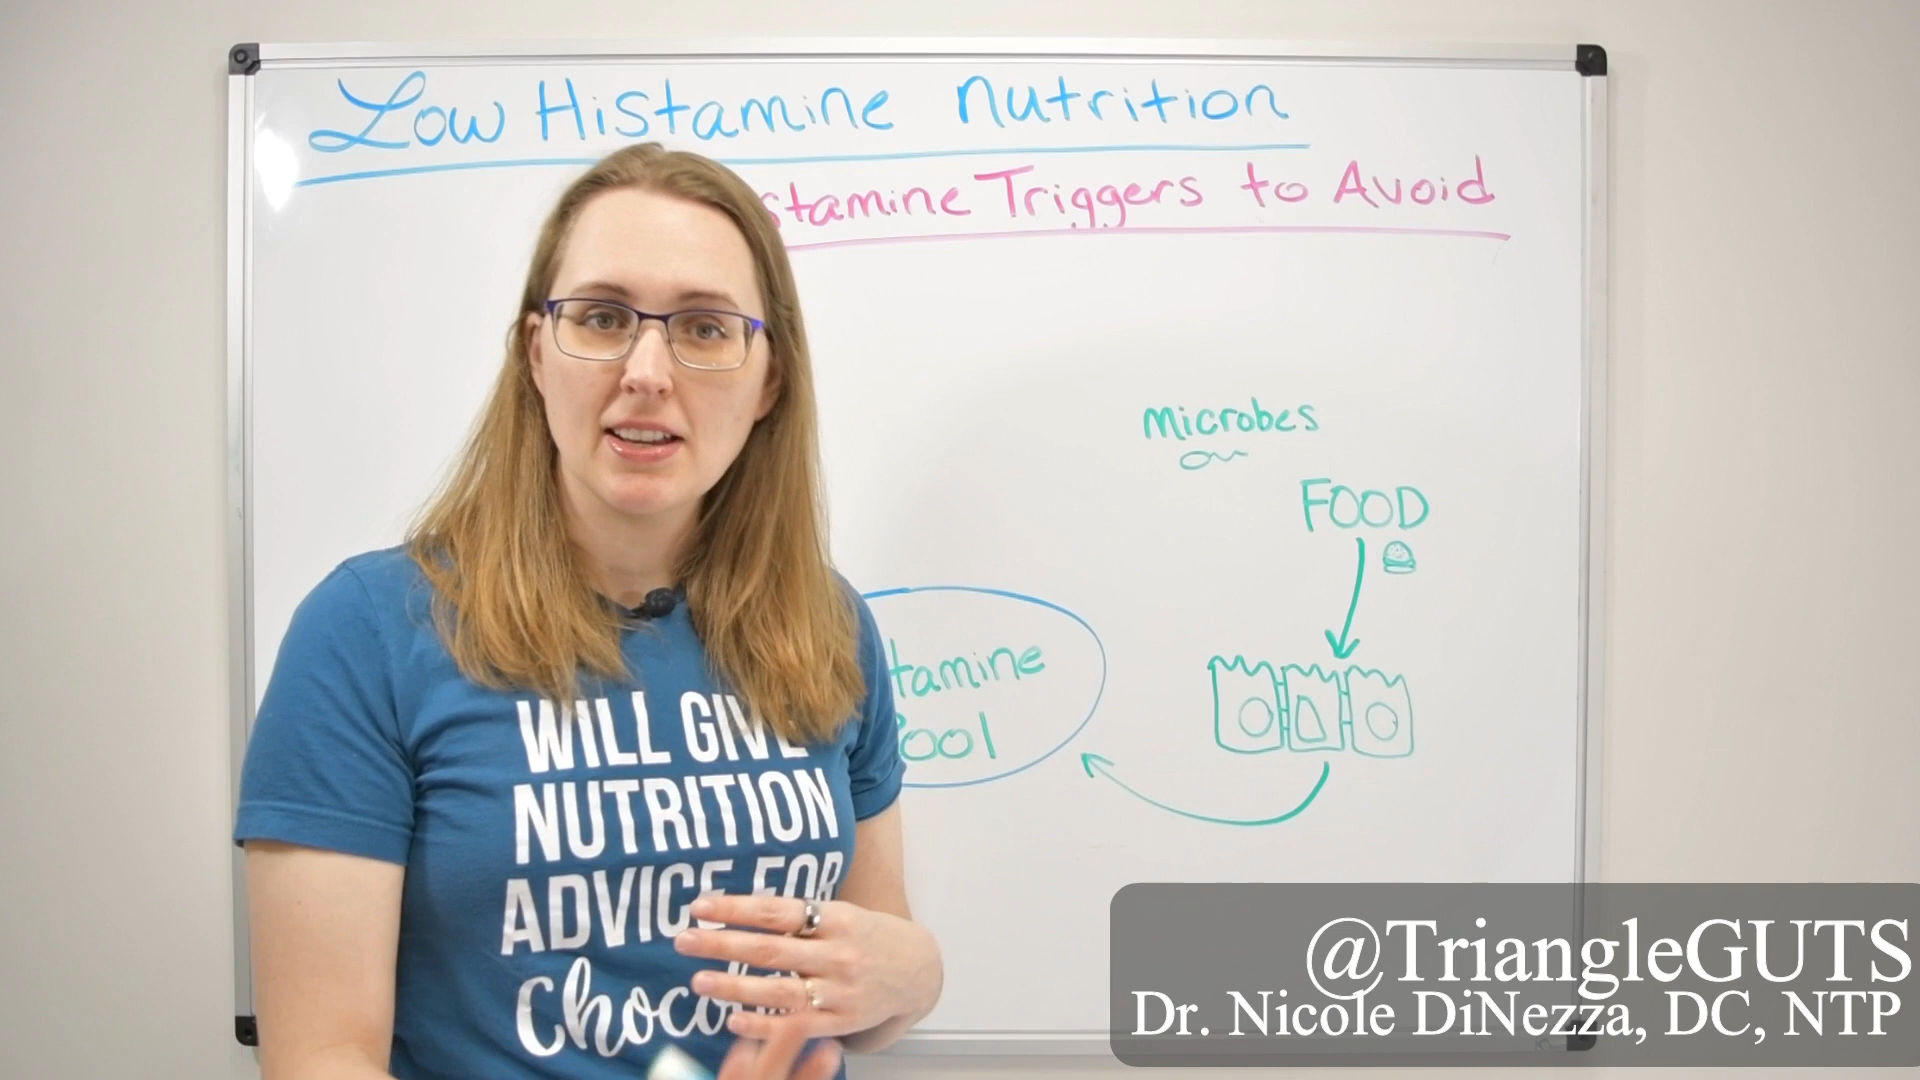 Low Histamine Nutrition
stamine Triggers to Avoid
Microbes
FOOD
tamine
ool
WILL GIVE
NUTRITION
ADVICE FOR
@TriangleGUTS
Dr. Nicole DiNezza, DC, NTP